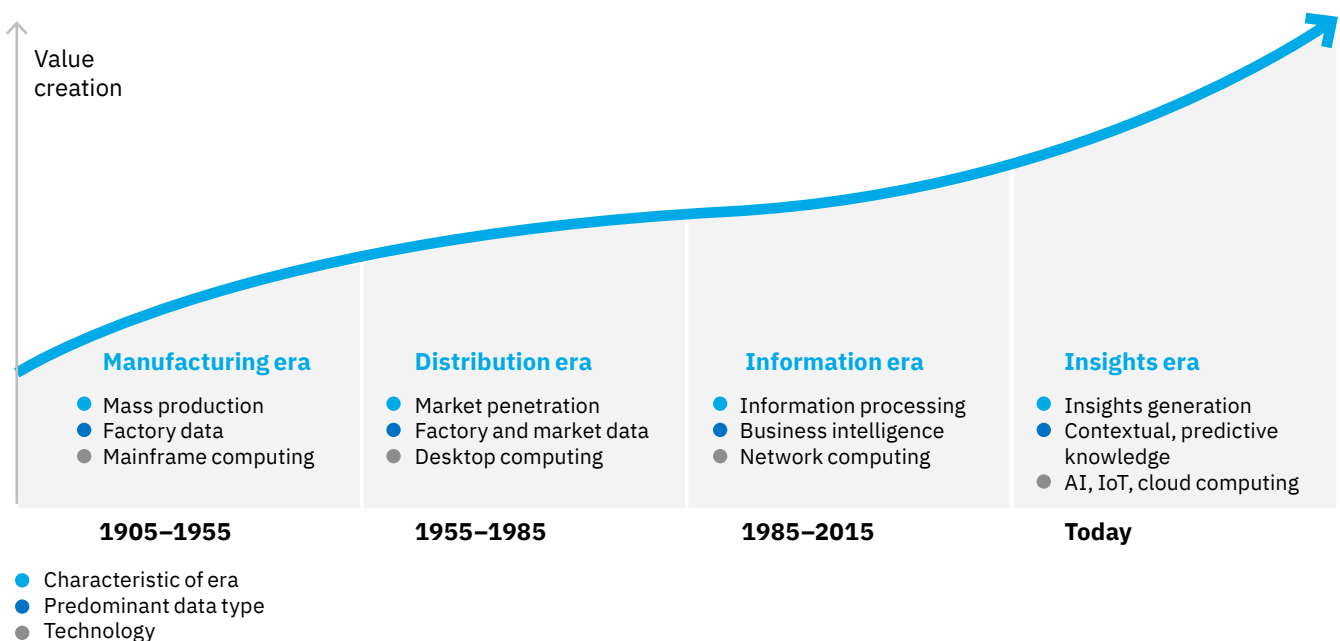 Value
creation
Manufacturing era
Mass production
Factory data
Mainframe computing
1905–1955
Distribution era
Market penetration
Factory and market data
Desktop computing
1955–1985
Information era
Information processing
Business intelligence
Network computing
1985–2015
Insights era
Insights generation
Contextual, predictive
knowledge
AI, IoT, cloud computing
Today
Characteristic of era
Predominant data type
Technology